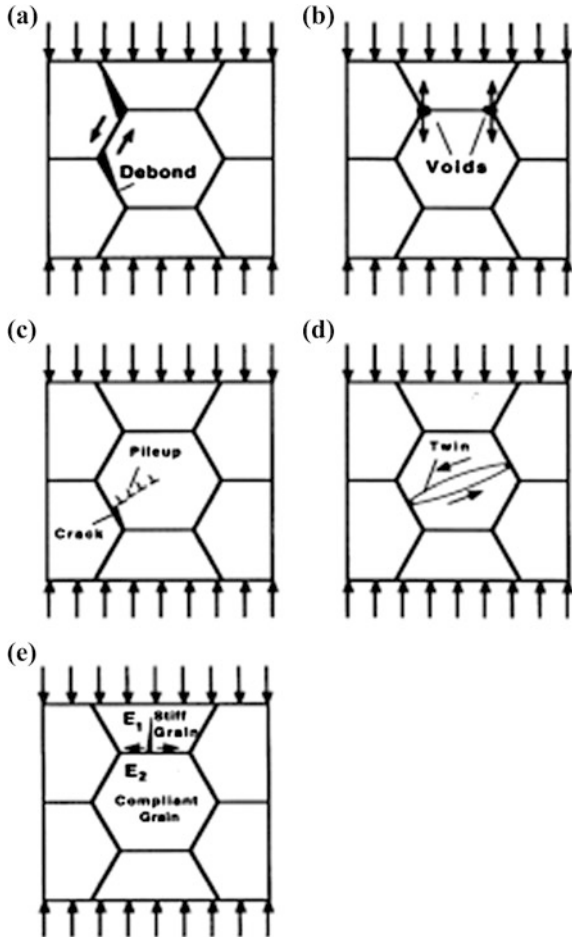 (a)
(b)
Debond
Voids
(c)
(d)
Pileup
Crack
Twin
(e)
E1
Stiff
Grain
E2
Compliant
Grain